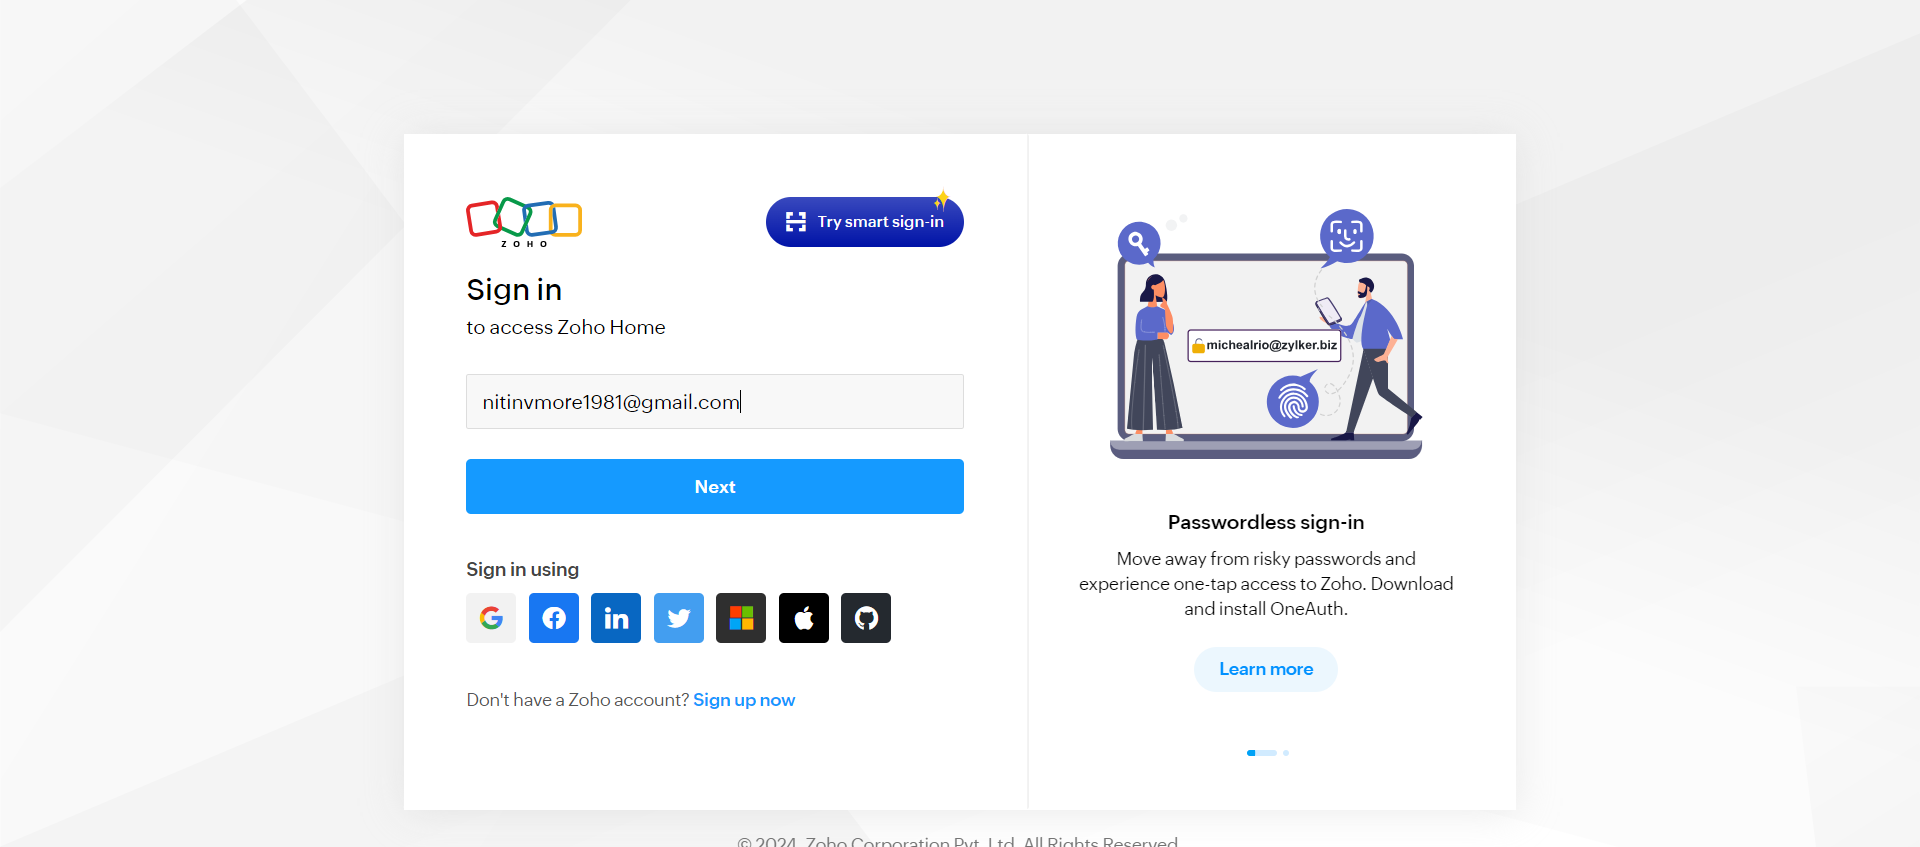 ZOHO
Try smart sign-in
Sign in
to access Zoho Home
nitinvmore1981@gmail.com
Next
Sign in using
Don't have a Zoho account? Sign up now
michealrio@zylker.biz
Passwordless sign-in
Move away from risky passwords and
experience one-tap access to Zoho. Download
and install OneAuth.
Learn more
© 2024, Zoho Corporation Pvt. Ltd. All Rights Reserved.